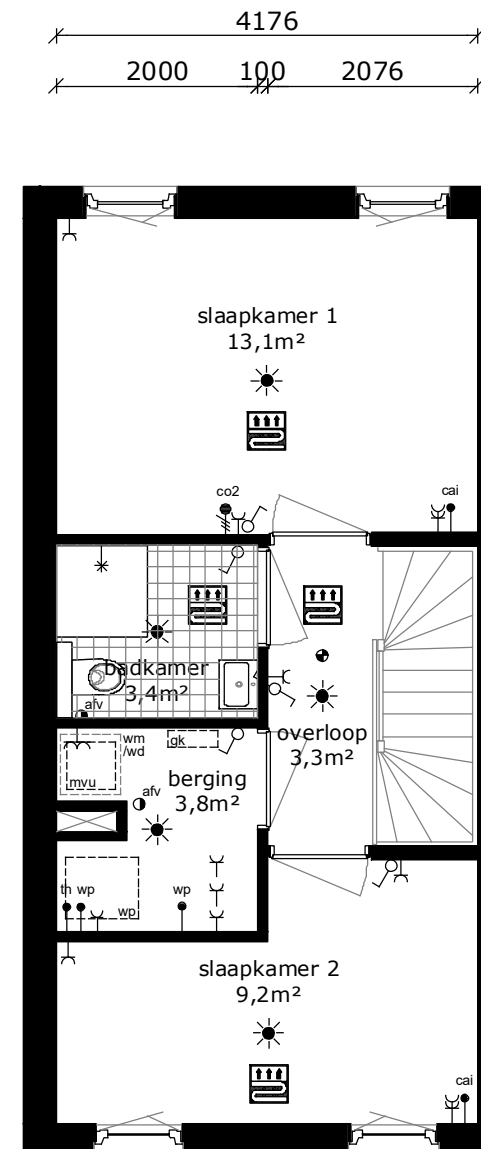 4176
2000 100 2076
slaapkamer 1
13,1m²
co2
cai
badkamer
3,4m²
afv
overloop
3,3m²
wm
/wd
gk
mvu
berging
3,8m²
afv
th wp
wp
wp
slaapkamer 2
9,2m²
cai